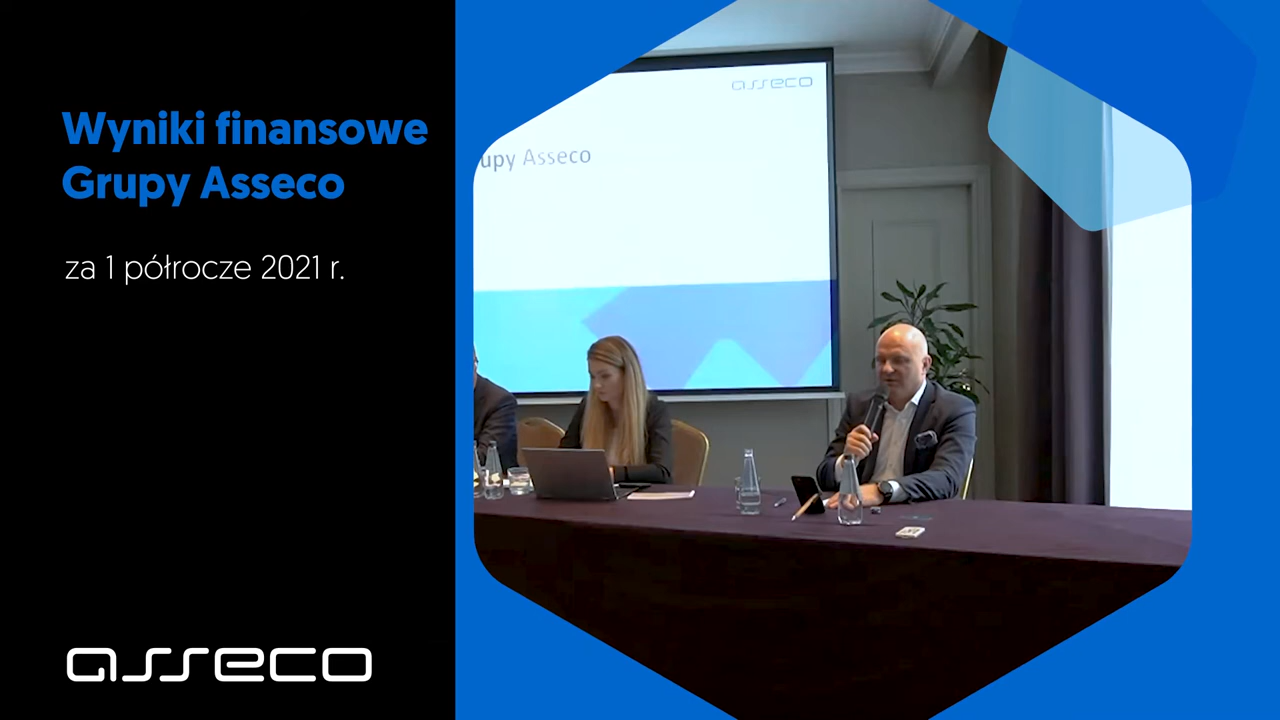 Wyniki finansowe
Grupy Asseco
za 1 półrocze 2021 r.
asseco
asseco
upy Asseco